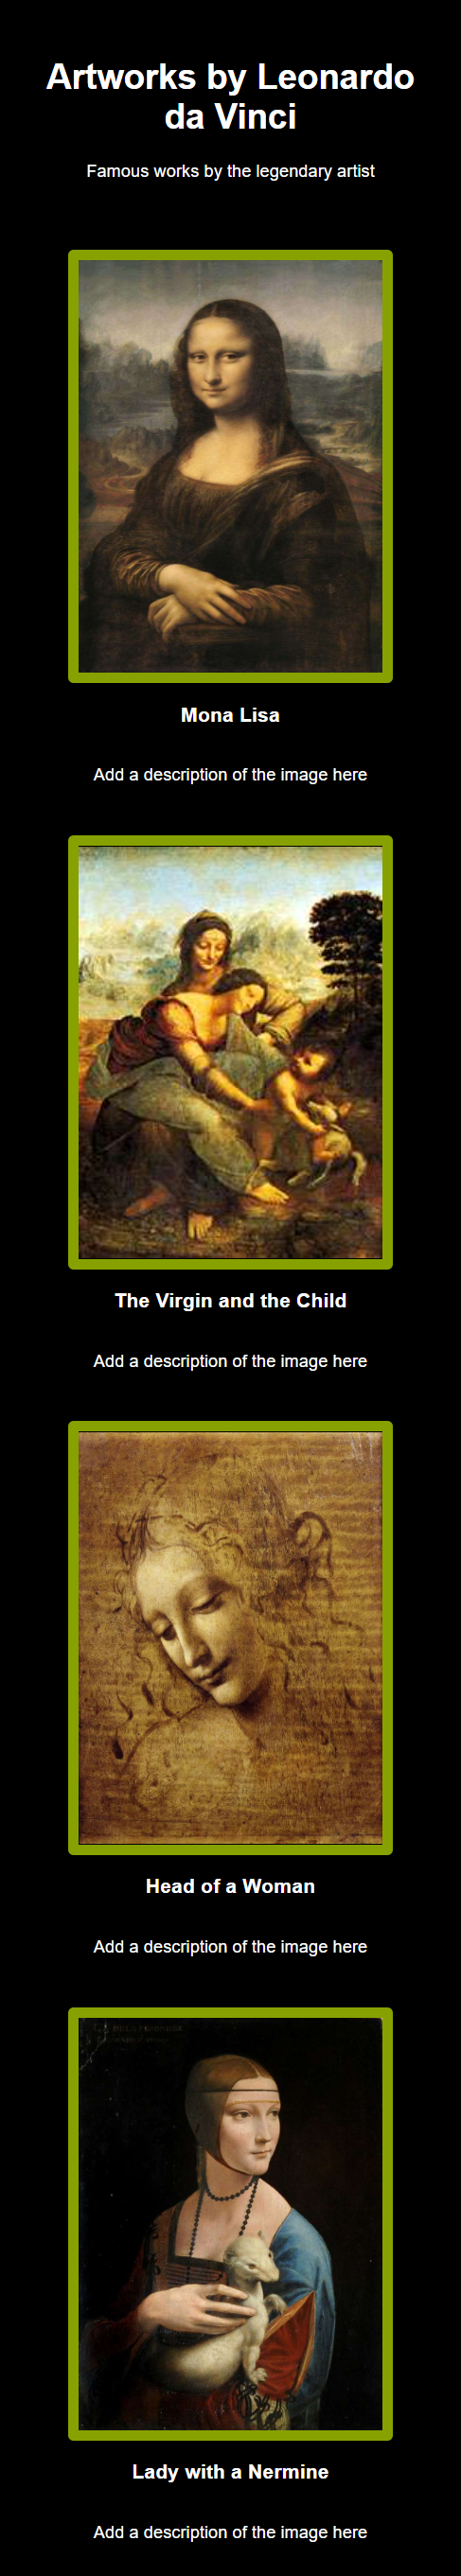 Artworks by Leonardo
da Vinci
Famous works by the legendary artist
Mona Lisa
Add a description of the image here
The Virgin and the Child
Add a description of the image here
Head of a Woman
Add a description of the image here
Lady with a Nermine
Add a description of the image here